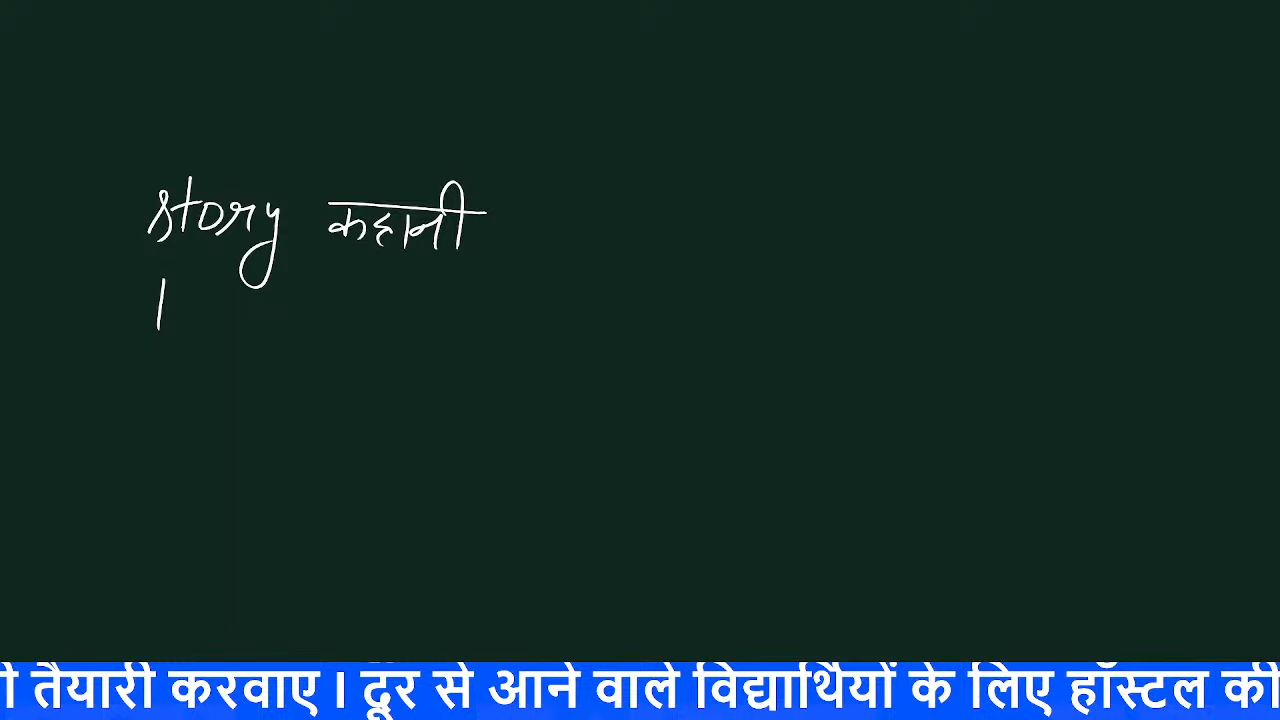 story कहानी
ी तैयारी करवाए । दूर से आने वाले विद्यार्थियों के लिए हॉस्टल की